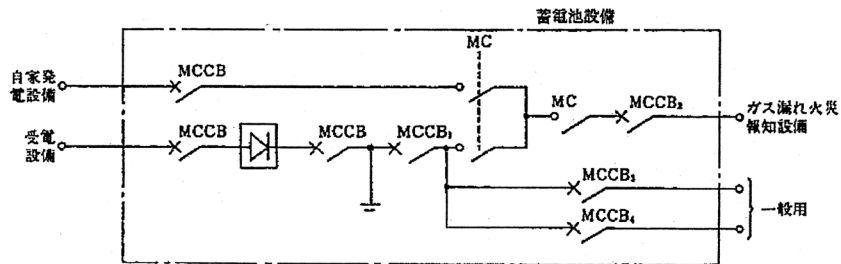 蓄電池設備
MC
自家発
電設備
MCCB
MC
MCCB₂
ガス漏れ火災
報知設備
受電
設備
MCCB
MCCB
MCCB₁
MCCB₃
MCCB₄
一般用